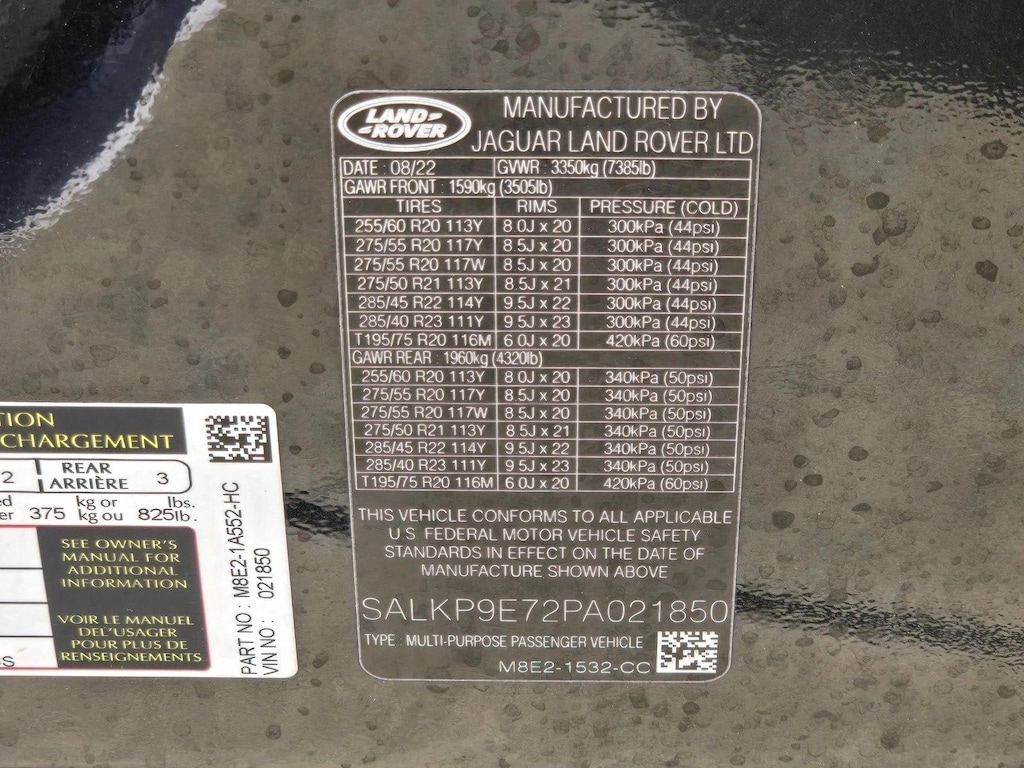 LAND-
-ROVER
MANUFACTURED BY
JAGUAR LAND ROVER LTD
DATE : 08/22 GVWR : 3350kg (7385lb)
GAWR FRONT : 1590kg (3505lb)
TIRES RIMS PRESSURE (COLD)
255/60 R20 113Y 8.0J x 20 300kPa (44psi)
275/55 R20 117Y 8.5J x 20 300kPa (44psi)
275/55 R20 117W 8.5J x 20 300kPa (44psi)
275/50 R21 113Y 8.5J x 21 300kPa (44psi)
285/45 R22 114Y 9.5J x 22 300kPa (44psi)
285/40 R23 111Y 9.5J x 23 300kPa (44psi)
T195/75 R20 116M 6.0J x 20 420kPa (60psi)
GAWR REAR : 1960kg (4320lb)
255/60 R20 113Y 8.0J x 20 340kPa (50psi)
275/55 R20 117Y 8.5J x 20 340kPa (50psi)
275/55 R20 117W 8.5J x 20 340kPa (50psi)
275/50 R21 113Y 8.5J x 21 340kPa (50psi)
285/45 R22 114Y 9.5J x 22 340kPa (50psi)
285/40 R23 111Y 9.5J x 23 340kPa (50psi)
T195/75 R20 116M 6.0J x 20 420kPa (60psi)
THIS VEHICLE CONFORMS TO ALL APPLICABLE
U.S FEDERAL MOTOR VEHICLE SAFETY
STANDARDS IN EFFECT ON THE DATE OF
MANUFACTURE SHOWN ABOVE
SALKP9E72PA021850
TYPE : MULTI-PURPOSE PASSENGER VEHICLE
M8E2-1532-CC
TION
CHARGEMENT
2 REAR
ARRIÈRE 3
ed kg or lbs.
er 375 kg ou 825lb.
SEE OWNER'S
MANUAL FOR
ADDITIONAL
INFORMATION
VOIR LE MANUEL
DEL'USAGER
POUR PLUS DE
RENSEIGNEMENTS
S
PART NO : M8E2-1A552-HC
VIN NO : 021850